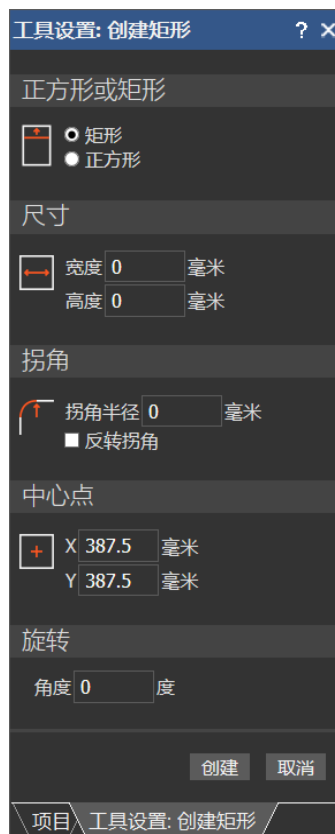 工具设置: 创建矩形 ? ×
正方形或矩形
矩形
正方形
尺寸
宽度 0 毫米
高度 0 毫米
拐角
拐角半径 0 毫米
反转拐角
中心点
X 387.5 毫米
Y 387.5 毫米
旋转
角度 0 度
创建 取消
项目 工具设置: 创建矩形